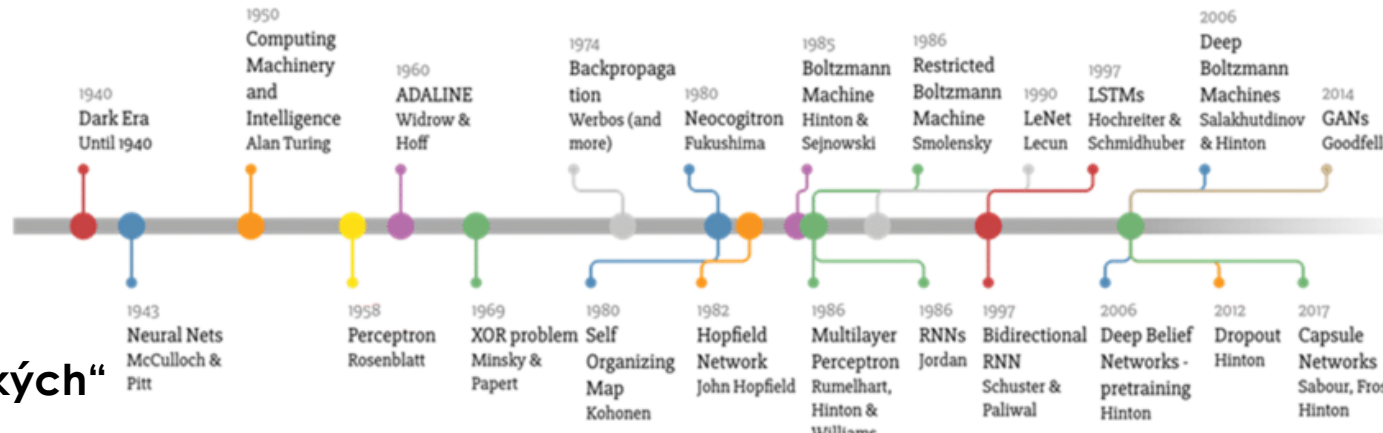 1940
Dark Era
Until 1940
1950
Computing
Machinery
and
Intelligence
Alan Turing
1960
ADALINE
Widrow &
Hoff
1974
Backpropaga
tion
Werbos (and
more)
1980
Neocogitron
Fukushima
1985
Boltzmann
Machine
Hinton &
Sejnowski
1986
Restricted
Boltzmann
Machine
Smolensky
1990
LeNet
Lecun
1997
LSTMs
Hochreiter &
Schmidhuber
2006
Deep
Boltzmann
Machines
Salakhutdinov
& Hinton
2014
GANs
Goodfell
1943
Neural Nets
McCulloch &
Pitt
1958
Perceptron
Rosenblatt
1969
XOR problem
Minsky &
Papert
1980
Self
Organizing
Map
Kohonen
1982
Hopfield
Network
John Hopfield
1986
Multilayer
Perceptron
Rumelhart,
Hinton &
Williams
1986
RNNs
Jordan
1997
Bidirectional
RNN
Schuster &
Paliwal
2006
Deep Belief
Networks -
pretraining
Hinton
2012
Dropout
Hinton
2017
Capsule
Networks
Sabour, Fros
Hinton
kých“